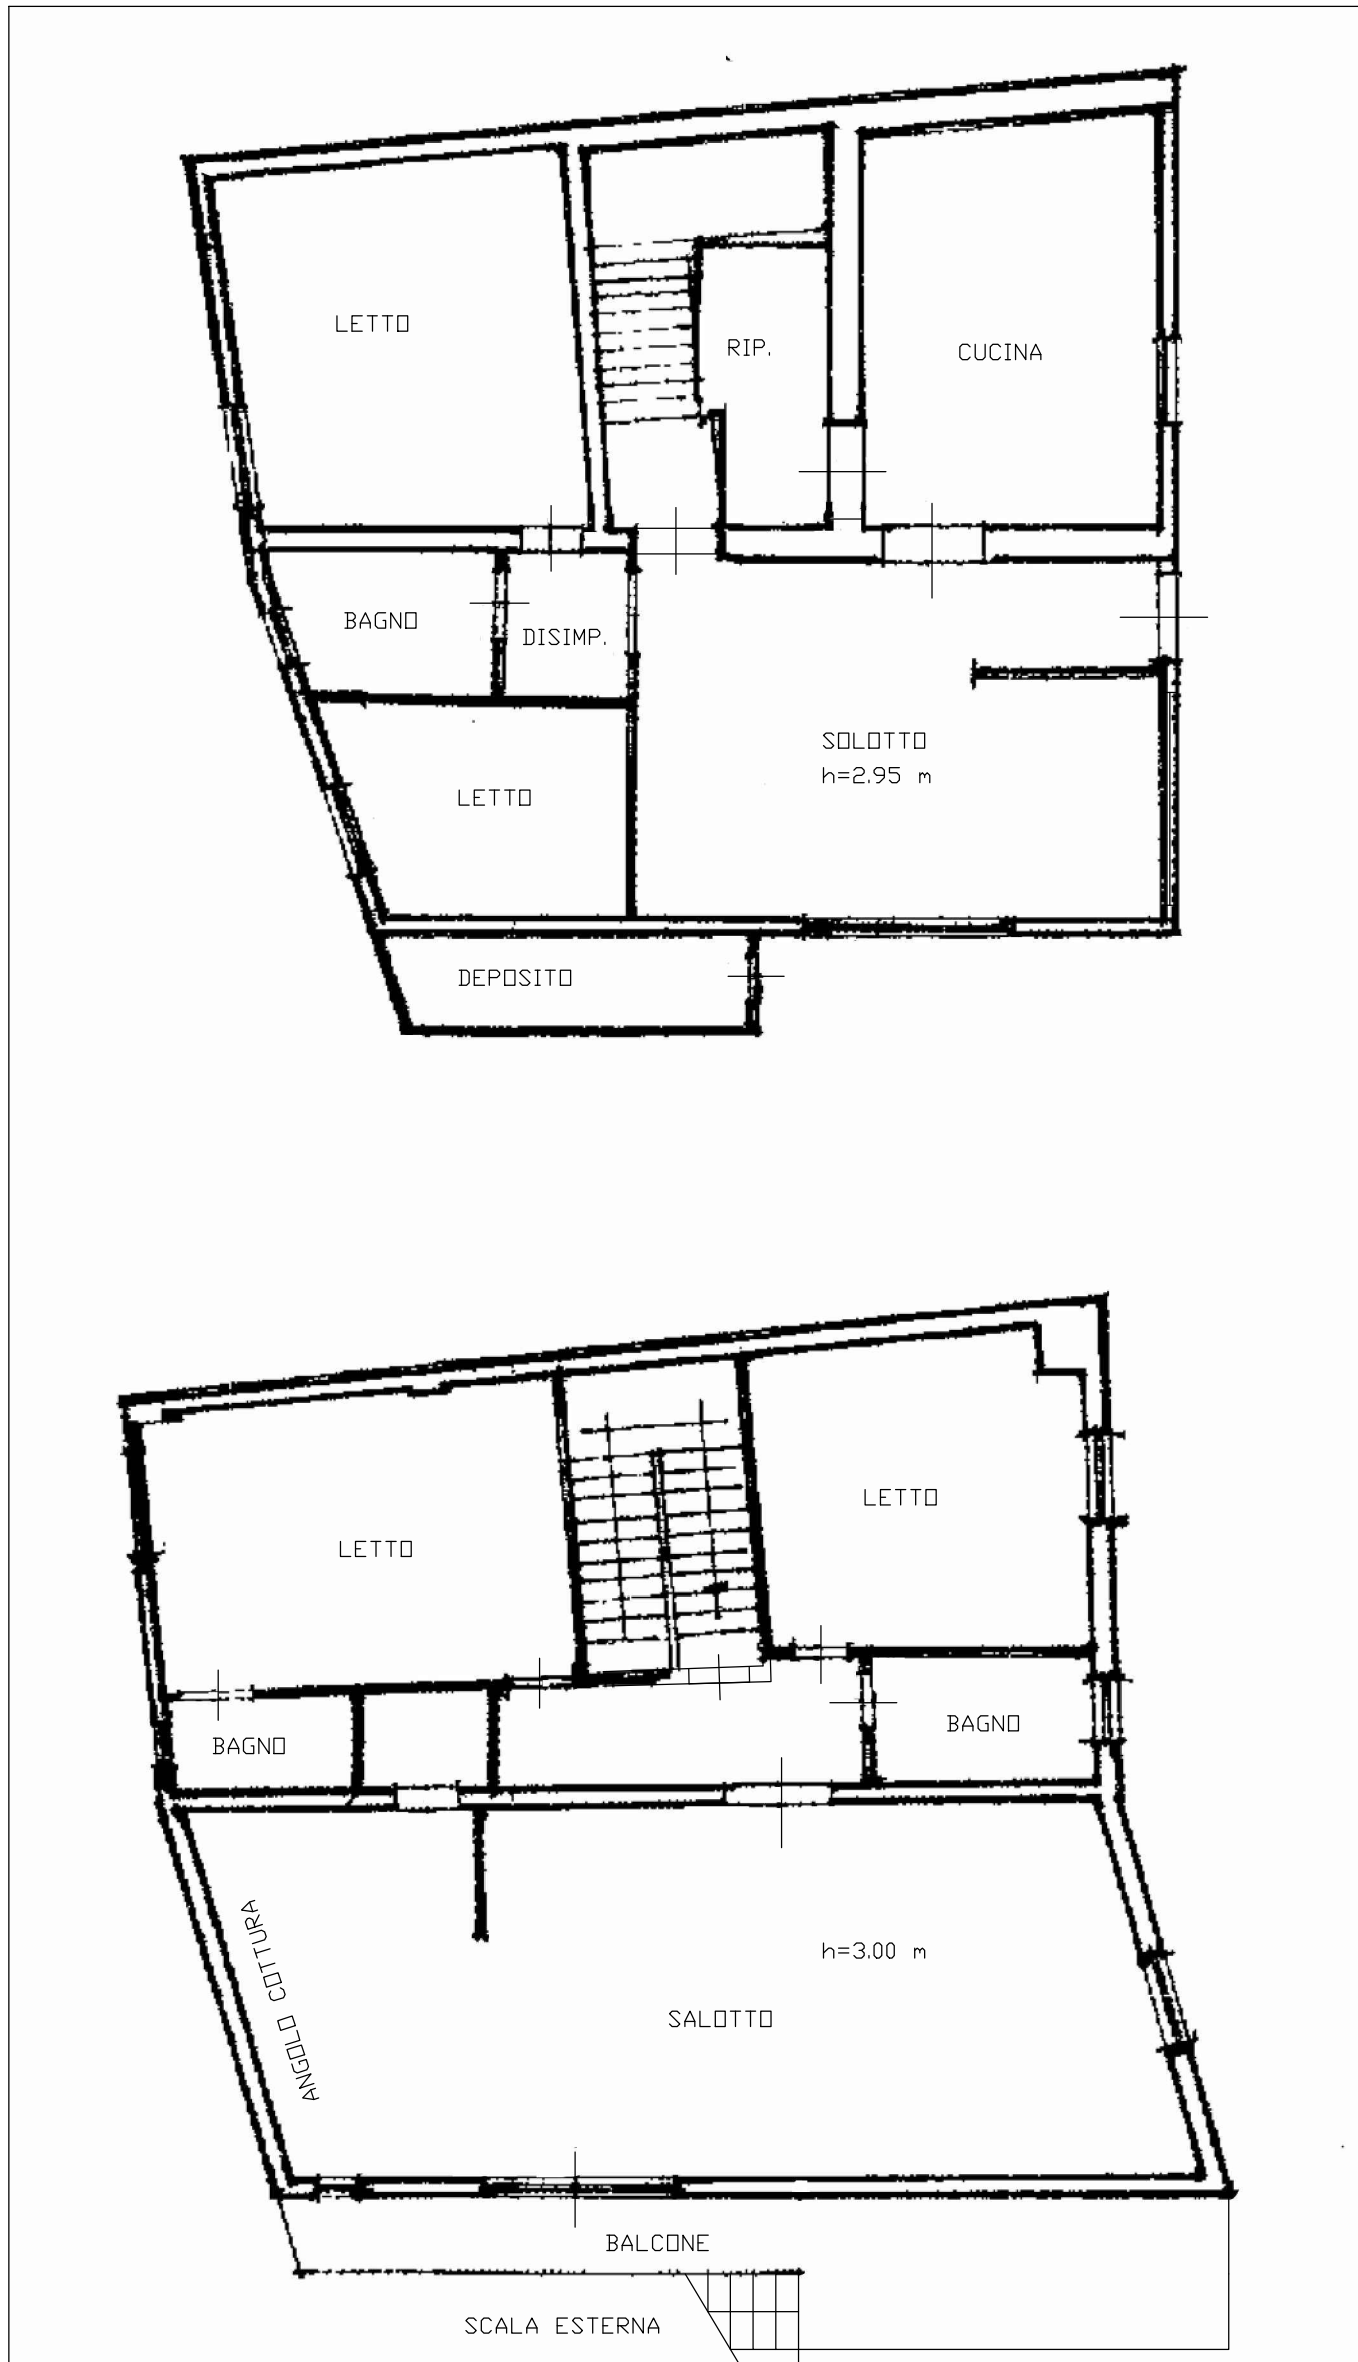 LETTO
RIP.
CUCINA
BAGNO
DISIMP.
SOLOTTO
h=2.95 m
LETTO
DEPOSITO
LETTO
LETTO
BAGNO
BAGNO
ANGOLO COTTURA
h=3.00 m
SALOTTO
BALCONE
SCALA ESTERNA